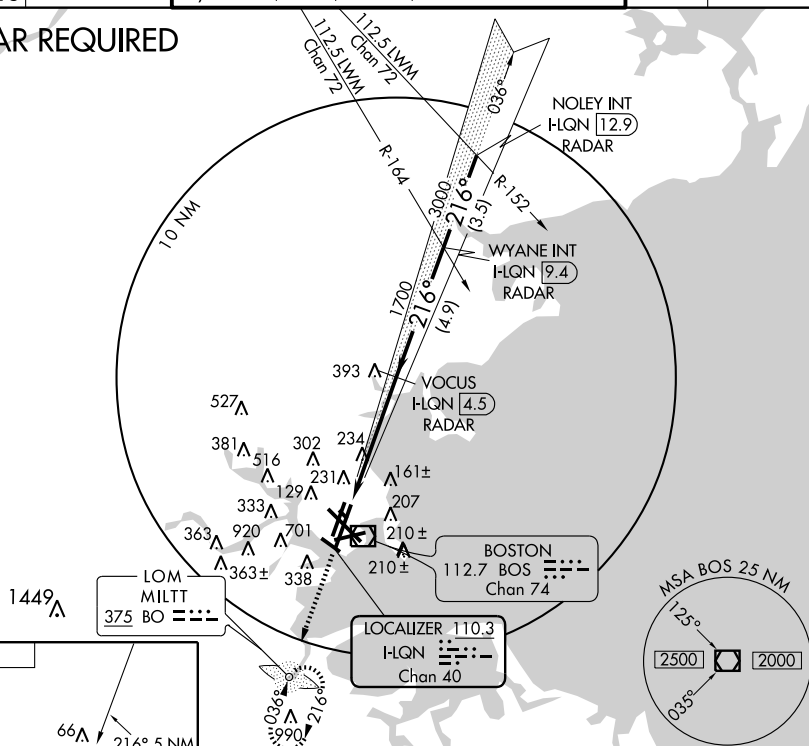 AR REQUIRED
112.5 LWM
Chan 72
112.5 LWM
Chan 72
036°
NOLEY INT
I-LQN 12.9
RADAR
R-164
R-152
3000
216°
(3.5)
10 NM
WYANE INT
I-LQN 9.4
RADAR
1700
216°
(4.9)
393
VOCUS
I-LQN 4.5
RADAR
527
381
516
302
234
231
161±
129
333
207
363
920
701
210±
363±
338
210±
BOSTON
112.7 BOS
Chan 74
1449
LOM
MILTT
375 BO
LOCALIZER 110.3
I-LQN
Chan 40
MSA BOS 25 NM
125°
2500
2000
035°
036°
216°
990
66
216° 5 NM